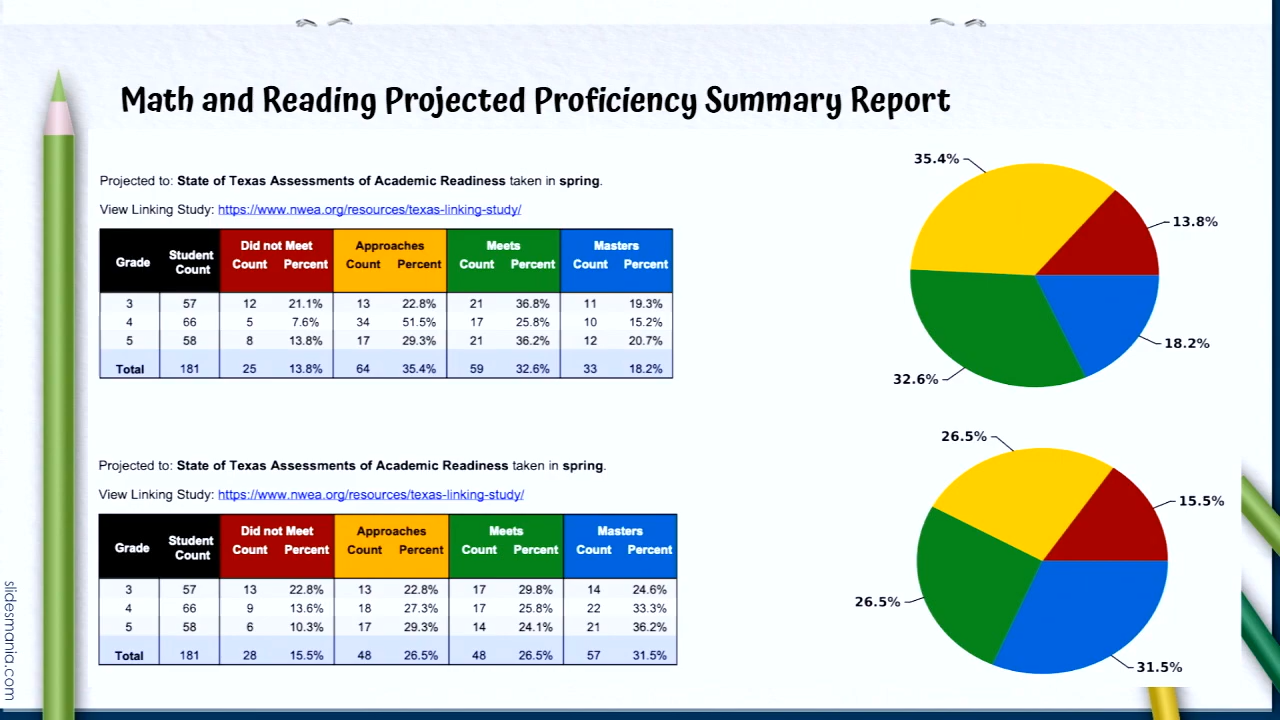 Math and Reading Projected Proficiency Summary Report
Projected to: State of Texas Assessments of Academic Readiness taken in spring.
View Linking Study: https://www.nwea.org/resources/texas-linking-study/
Grade Student Count Did not Meet Approaches Meets Masters
Count Percent Count Percent Count Percent Count Percent
3 57 12 21.1% 13 22.8% 21 36.8% 11 19.3%
4 66 5 7.6% 34 51.5% 17 25.8% 10 15.2%
5 58 8 13.8% 17 29.3% 21 36.2% 12 20.7%
Total 181 25 13.8% 64 35.4% 59 32.6% 33 18.2%
35.4%
13.8%
18.2%
32.6%
Projected to: State of Texas Assessments of Academic Readiness taken in spring.
View Linking Study: https://www.nwea.org/resources/texas-linking-study/
Grade Student Count Did not Meet Approaches Meets Masters
Count Percent Count Percent Count Percent Count Percent
3 57 13 22.8% 13 22.8% 17 29.8% 14 24.6%
4 66 9 13.6% 18 27.3% 17 25.8% 22 33.3%
5 58 6 10.3% 17 29.3% 14 24.1% 21 36.2%
Total 181 28 15.5% 48 26.5% 48 26.5% 57 31.5%
26.5%
15.5%
26.5%
31.5%
slidesmania.com